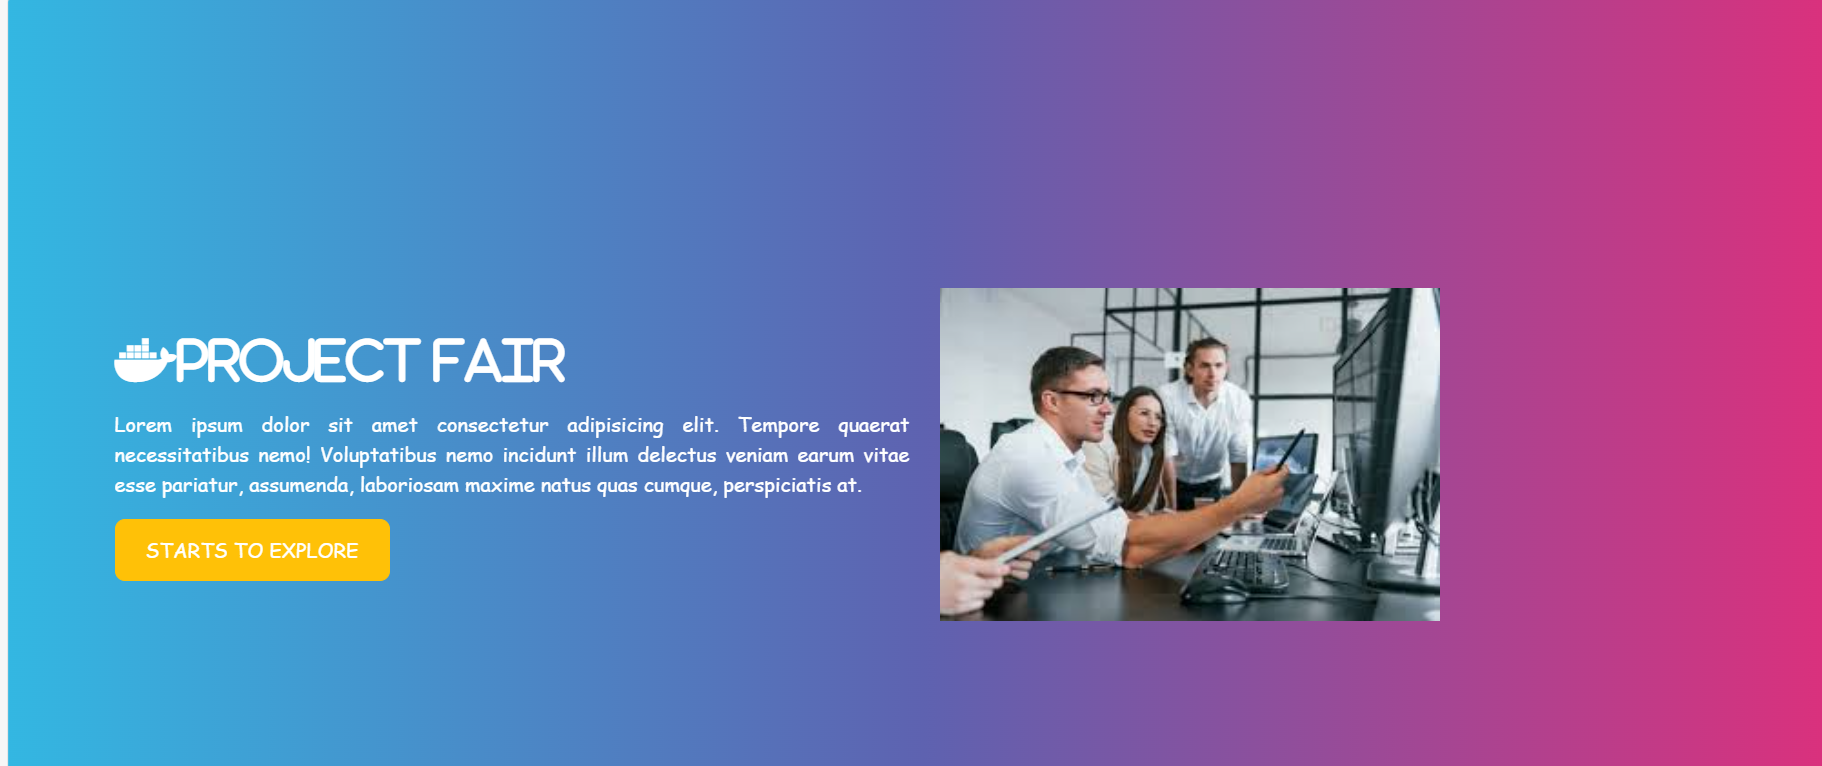 PROJECT FAIR
Lorem ipsum dolor sit amet consectetur adipisicing elit. Tempore quaerat
necessitatibus nemo! Voluptatibus nemo incidunt illum delectus veniam earum vitae
esse pariatur, assumenda, laboriosam maxime natus quas cumque, perspiciatis at.
STARTS TO EXPLORE